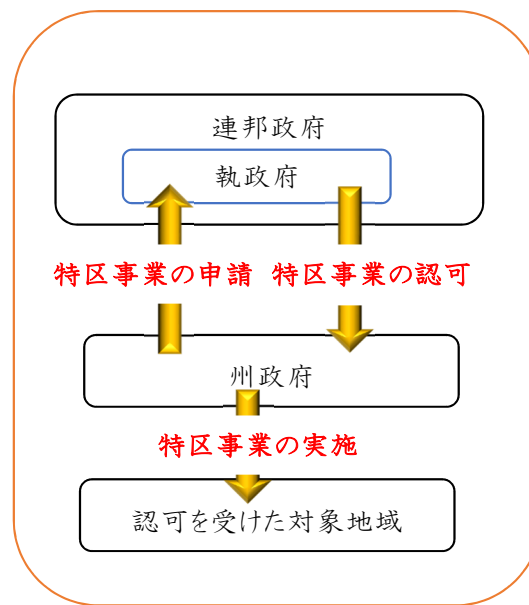 連邦政府
執政府
特区事業の申請 特区事業の認可
州政府
特区事業の実施
認可を受けた対象地域